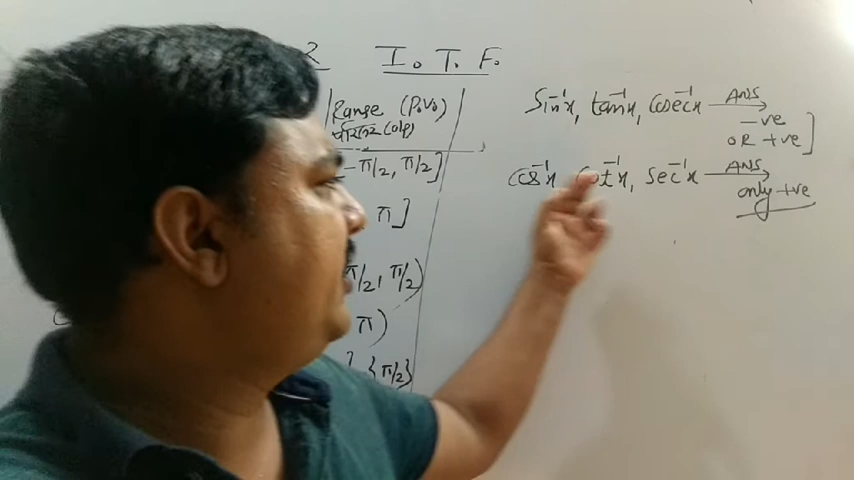 2 I. T. F.
Range (P.V.)
परिसर (o/p)
-π/2, π/2]
π]
π/2, π/2)
π)
] {π/2}
Sin⁻¹x, tan⁻¹x, Cosec⁻¹x ANS →
-ve
OR +ve ]
Cos⁻¹x Cot⁻¹x, Sec⁻¹x ANS →
only +ve